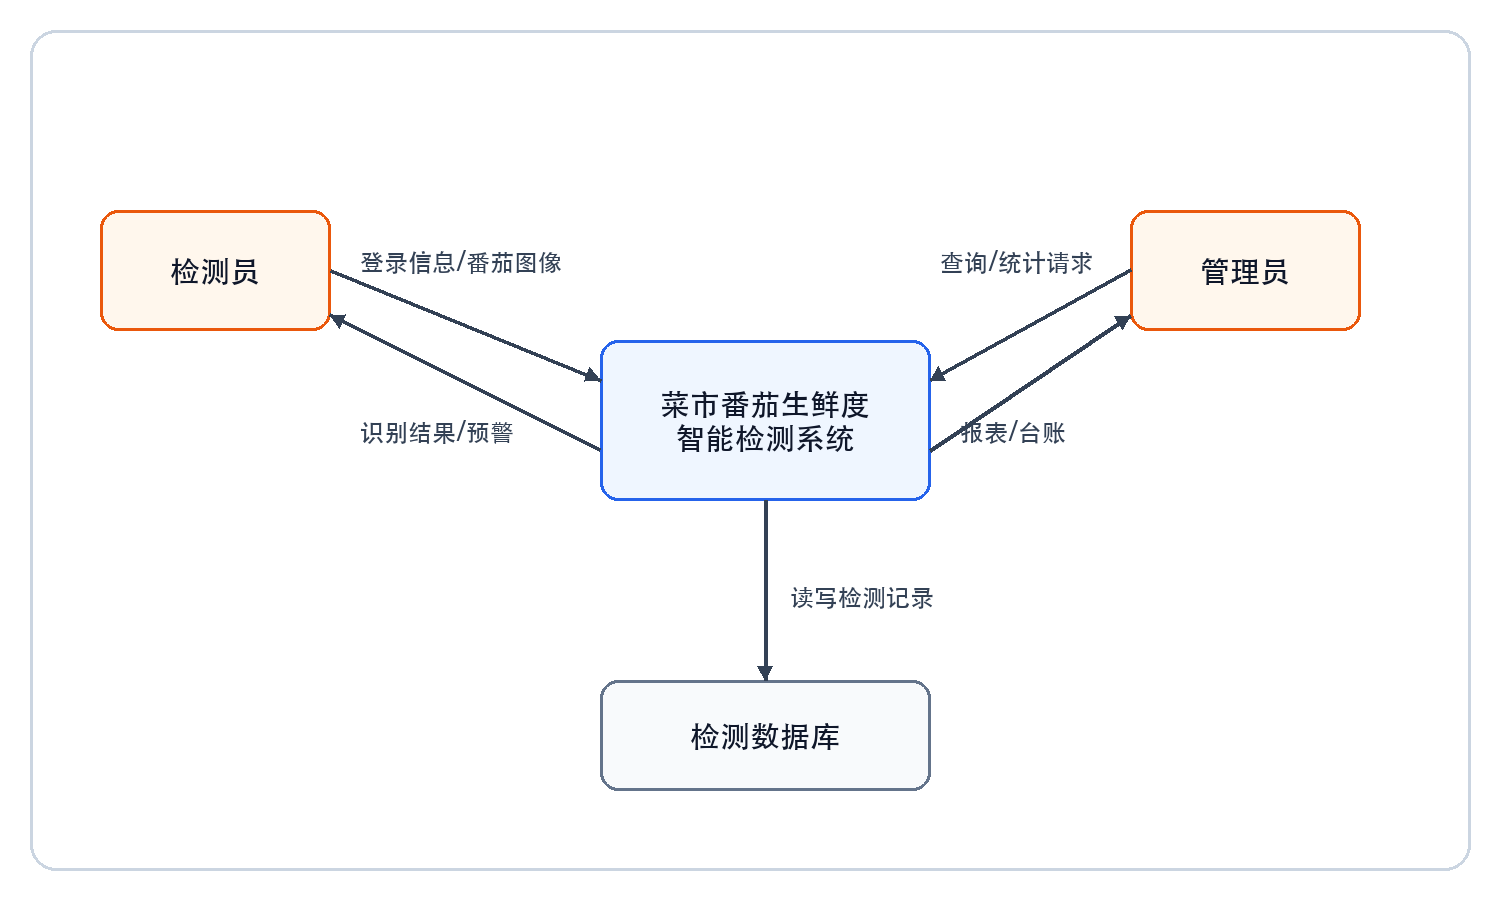 检测员
登录信息/番茄图像
查询/统计请求
管理员
菜市番茄生鲜度
智能检测系统
识别结果/预警
报表/台账
读写检测记录
检测数据库